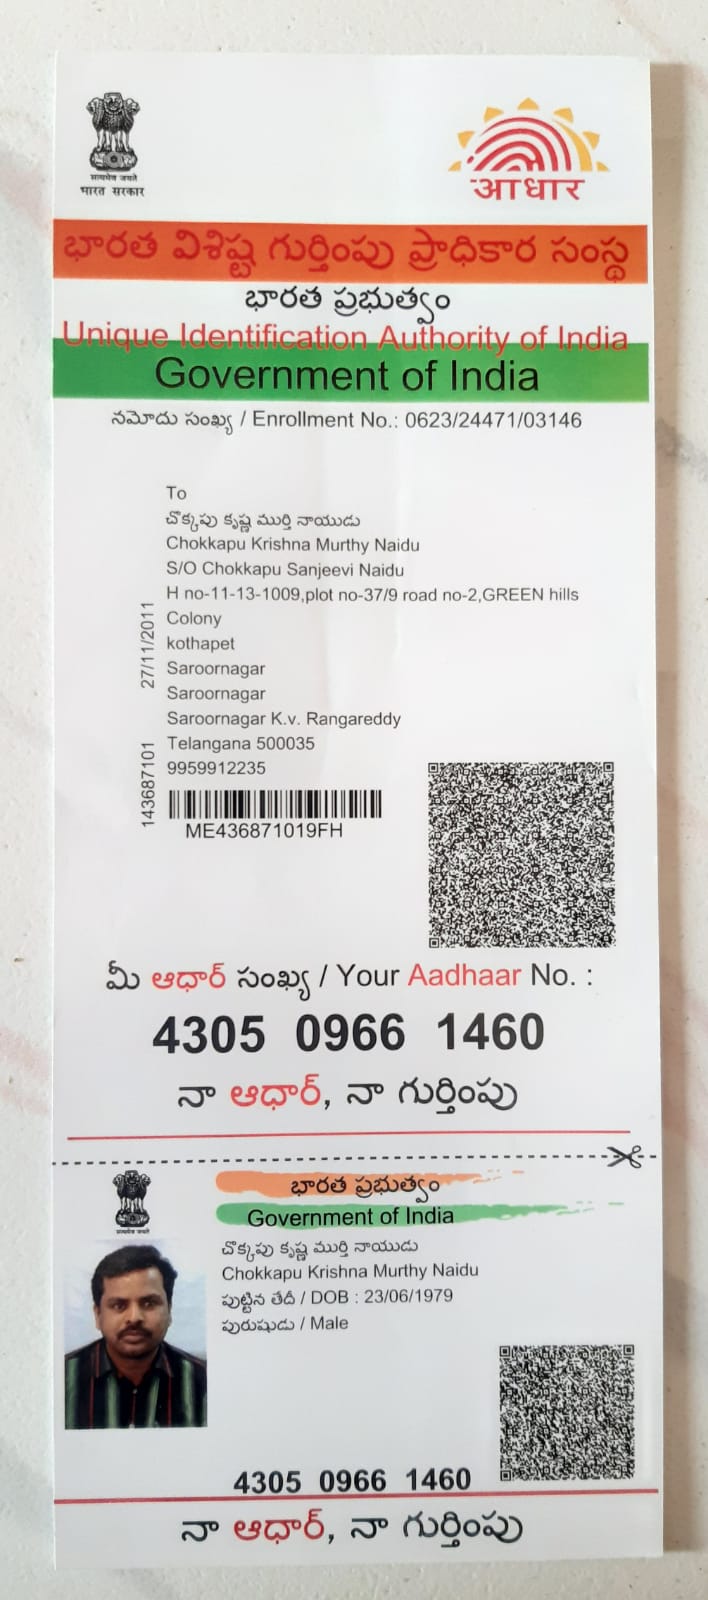 सत्यमेव जयते
भारत सरकार
आधार
భారత విశిష్ట గుర్తింపు ప్రాధికార సంస్థ
భారత ప్రభుత్వం
Unique Identification Authority of India
Government of India
నమోదు సంఖ్య / Enrollment No.: 0623/24471/03146
To
చొక్కపు కృష్ణ ముర్తి నాయుడు
Chokkapu Krishna Murthy Naidu
S/O Chokkapu Sanjeevi Naidu
H no-11-13-1009,plot no-37/9 road no-2,GREEN hills
Colony
kothapet
Saroornagar
Saroornagar
Saroornagar K.v. Rangareddy
Telangana 500035
9959912235
27/11/2011
143687101
ME436871019FH
మీ ఆధార్ సంఖ్య / Your Aadhaar No. :
4305 0966 1460
నా ఆధార్, నా గుర్తింపు
భారత ప్రభుత్వం
Government of India
చొక్కపు కృష్ణ ముర్తి నాయుడు
Chokkapu Krishna Murthy Naidu
పుట్టిన తేదీ / DOB : 23/06/1979
పురుషుడు / Male
4305 0966 1460
నా ఆధార్, నా గుర్తింపు